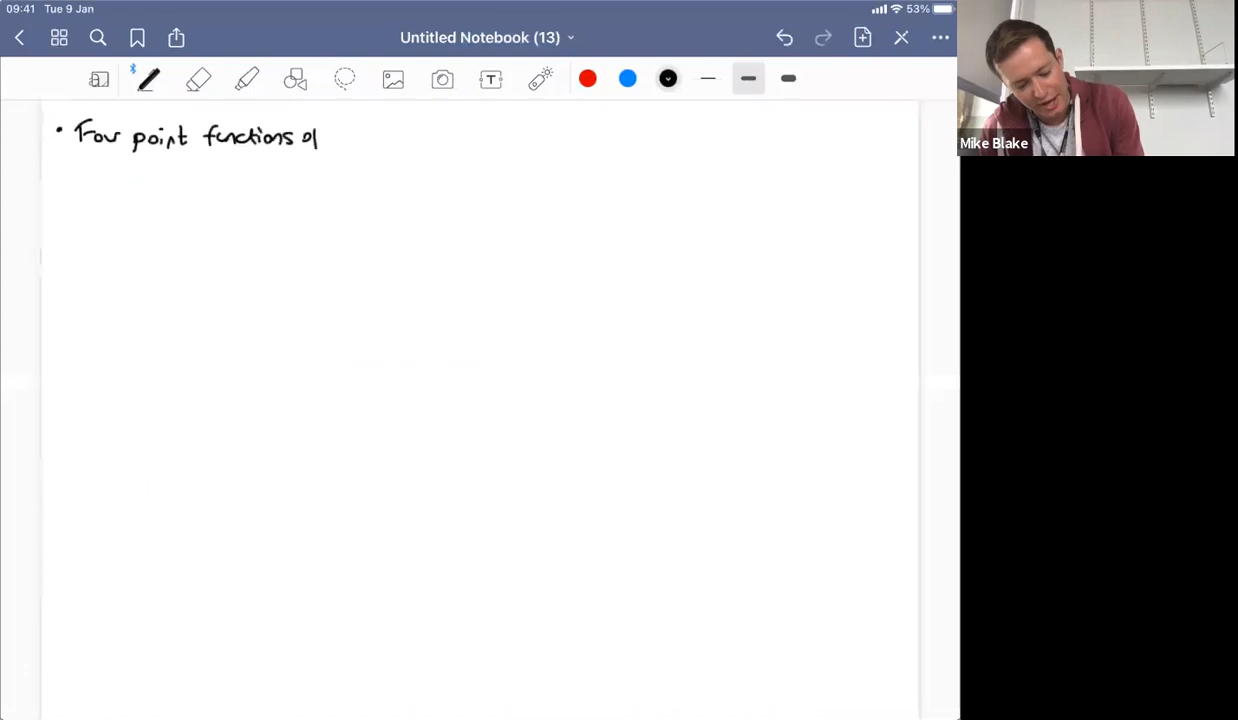 09:41 Tue 9 Jan
53%
Untitled Notebook (13)
T
Mike Blake
• Four point functions of